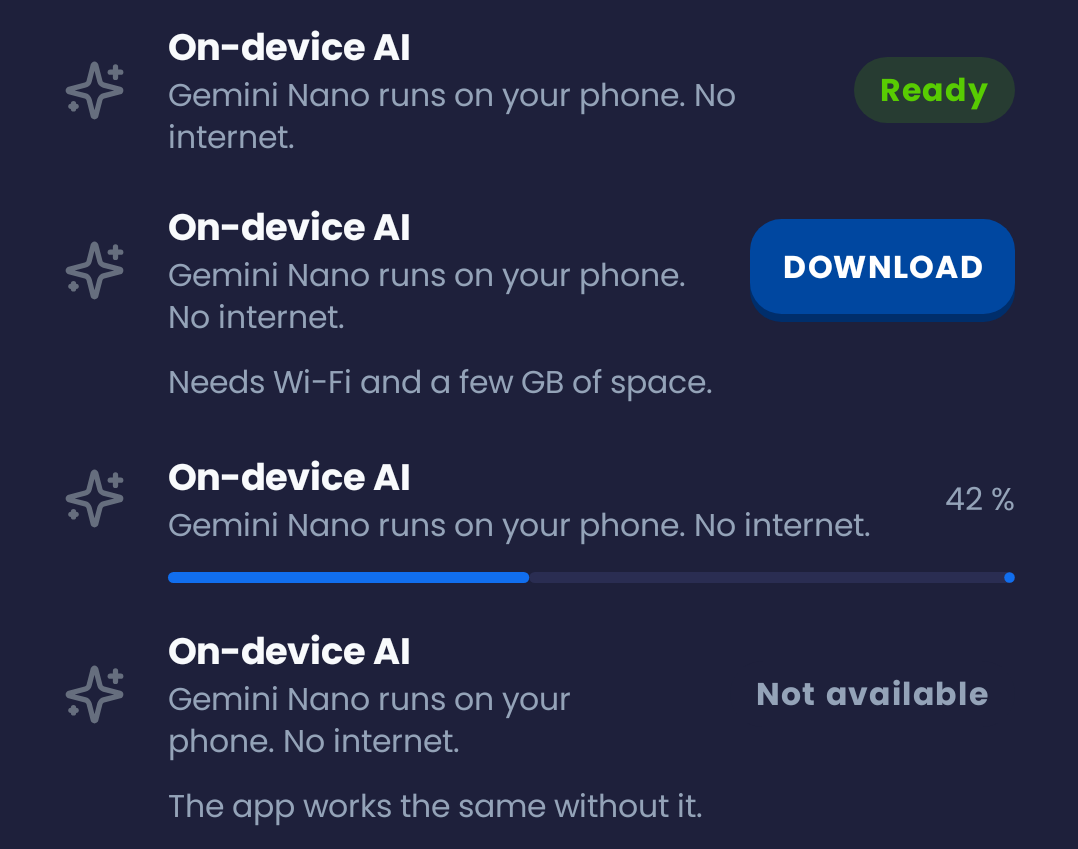 On-device AI
Gemini Nano runs on your phone. No
internet.
Ready
On-device AI
Gemini Nano runs on your phone.
No internet.
DOWNLOAD
Needs Wi-Fi and a few GB of space.
On-device AI
Gemini Nano runs on your phone. No internet.
42 %
On-device AI
Gemini Nano runs on your
phone. No internet.
Not available
The app works the same without it.